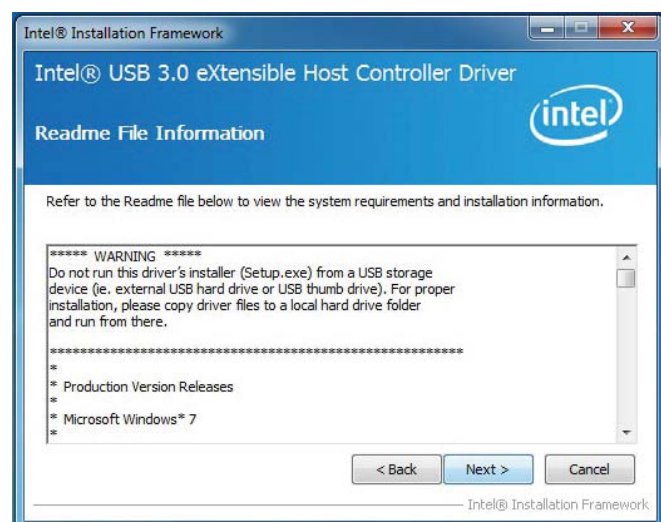 Intel® Installation Framework
Intel® USB 3.0 eXtensible Host Controller Driver
Readme File Information
intel
Refer to the Readme file below to view the system requirements and installation information.
***** WARNING *****
Do not run this driver's installer (Setup.exe) from a USB storage
device (ie. external USB hard drive or USB thumb drive). For proper
installation, please copy driver files to a local hard drive folder
and run from there.
*******************************************************
*
* Production Version Releases
*
* Microsoft Windows* 7
*
< Back Next > Cancel
Intel® Installation Framework